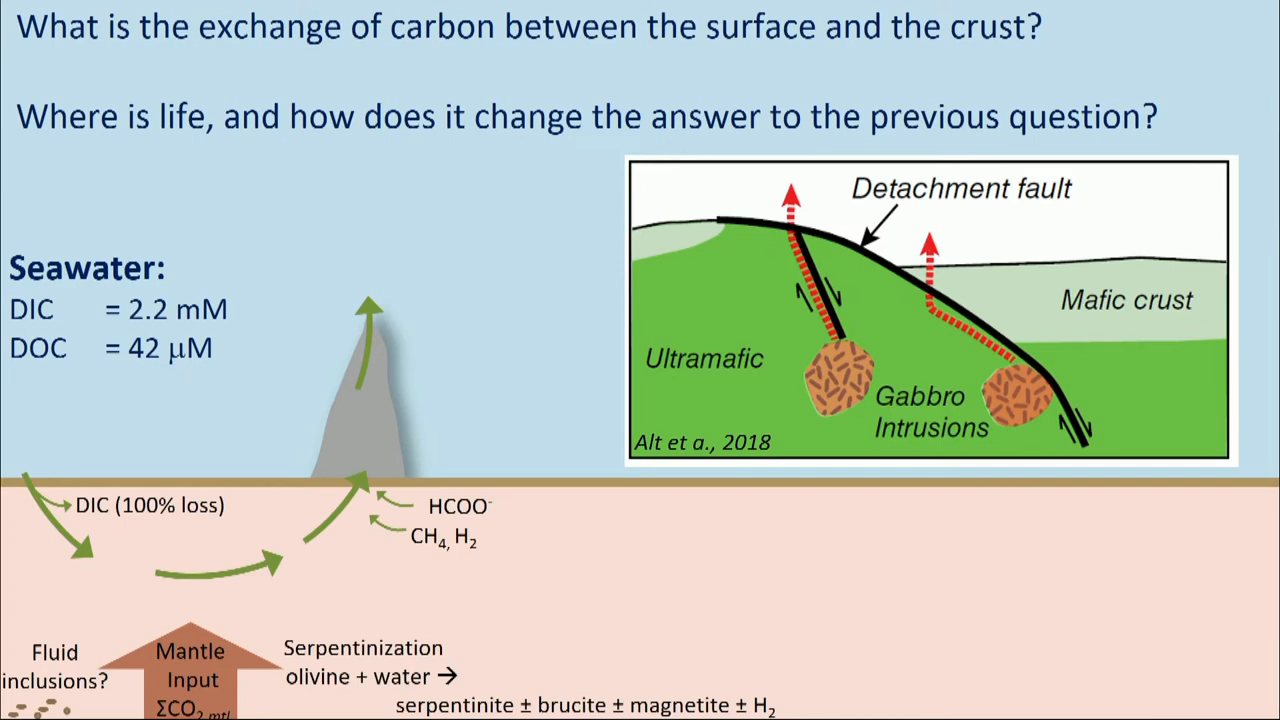 What is the exchange of carbon between the surface and the crust?
Where is life, and how does it change the answer to the previous question?
Detachment fault
Mafic crust
Ultramafic
Gabbro
Intrusions
Alt et a., 2018
Seawater:
DIC = 2.2 mM
DOC = 42 μM
DIC (100% loss)
HCOO⁻
CH₄, H₂
Fluid
inclusions?
Mantle
Input
ΣCO₂ mtl
Serpentinization
olivine + water →
serpentinite ± brucite ± magnetite ± H₂